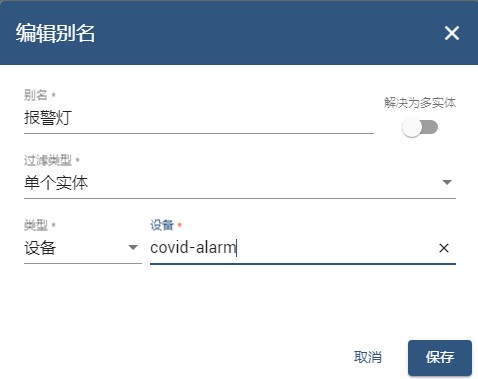 编辑别名
别名 *
解决为多实体
报警灯
过滤类型 *
单个实体
类型 *
设备 *
设备
covid-alarm
取消
保存